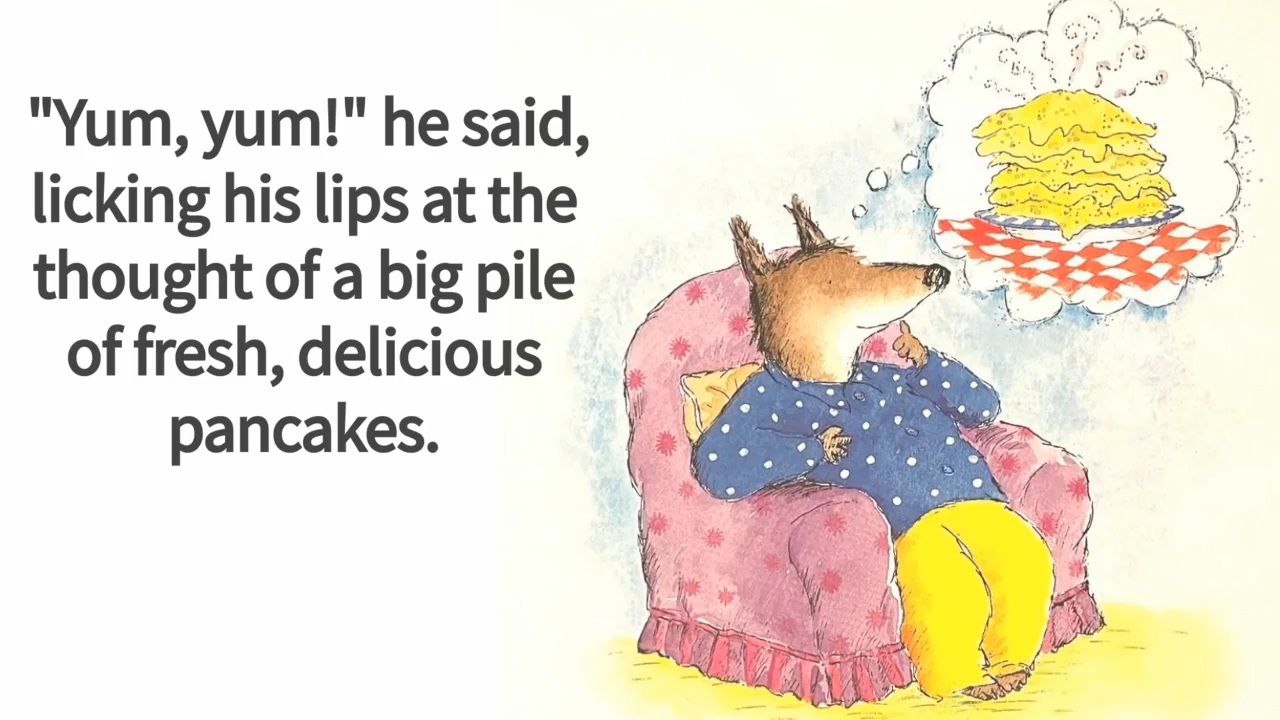 "Yum, yum!" he said,
licking his lips at the
thought of a big pile
of fresh, delicious
pancakes.